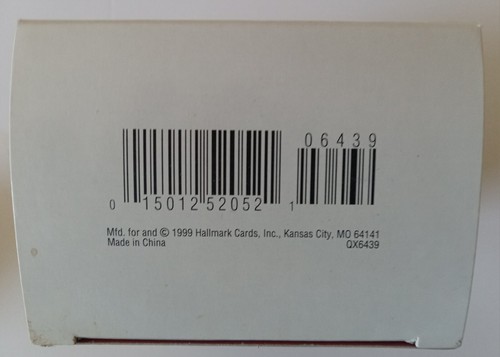 06439
0 15012 52052 1
Mfd. for and © 1999 Hallmark Cards, Inc., Kansas City, MO 64141
Made in China QX6439